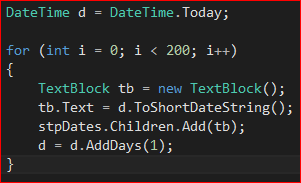 DateTime d = DateTime.Today;
for (int i = 0; i < 200; i++)
{
TextBlock tb = new TextBlock();
tb.Text = d.ToShortDateString();
stpDates.Children.Add(tb);
d = d.AddDays(1);
}